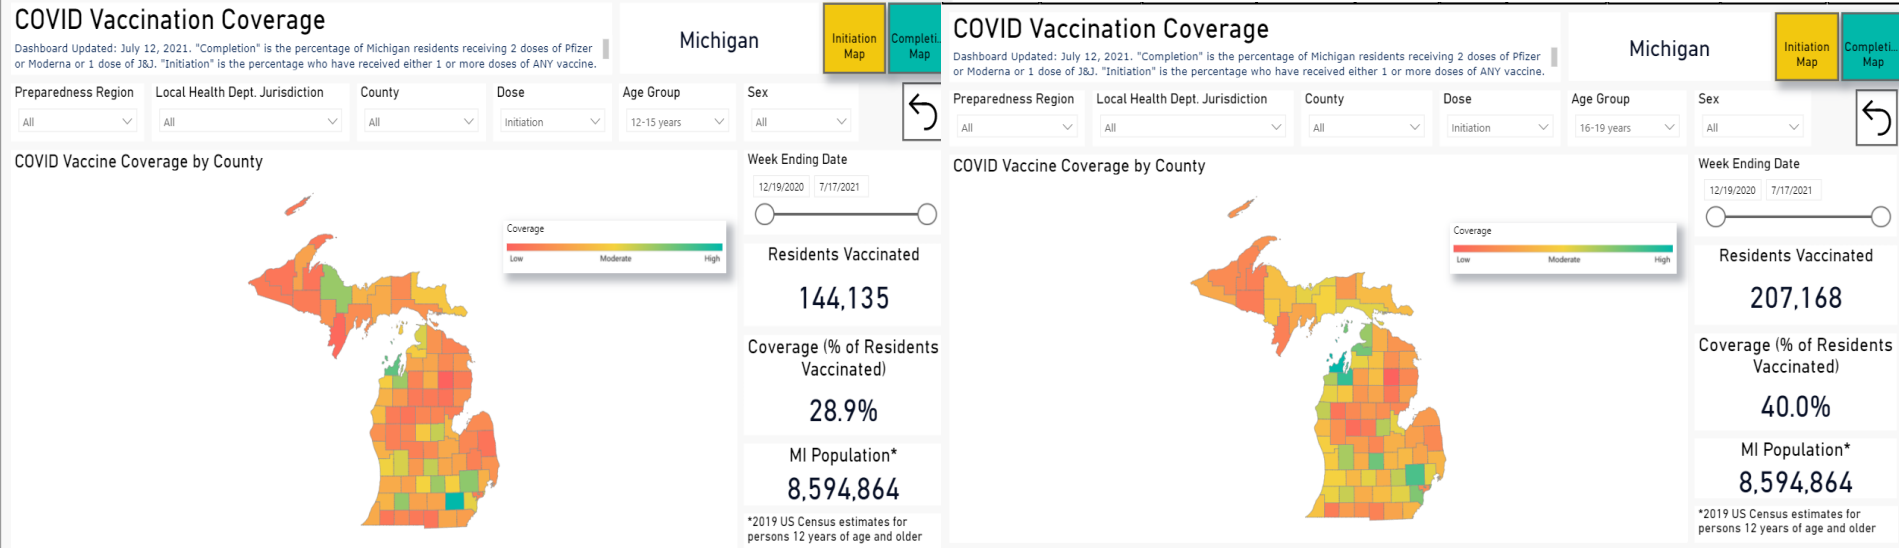 COVID Vaccination Coverage
Dashboard Updated: July 12, 2021. "Completion" is the percentage of Michigan residents receiving 2 doses of Pfizer
or Moderna or 1 dose of J&J. "Initiation" is the percentage who have received either 1 or more doses of ANY vaccine.
Michigan
Initiation
Map
Completi...
Map
Preparedness Region
All
Local Health Dept. Jurisdiction
All
County
All
Dose
Initiation
Age Group
12-15 years
Sex
All
COVID Vaccine Coverage by County
Coverage
Low
Moderate
High
Week Ending Date
12/19/2020
7/17/2021
Residents Vaccinated
144,135
Coverage (% of Residents
Vaccinated)
28.9%
MI Population*
8,594,864
*2019 US Census estimates for
persons 12 years of age and older
COVID Vaccination Coverage
Dashboard Updated: July 12, 2021. "Completion" is the percentage of Michigan residents receiving 2 doses of Pfizer
or Moderna or 1 dose of J&J. "Initiation" is the percentage who have received either 1 or more doses of ANY vaccine.
Michigan
Initiation
Map
Completi...
Map
Preparedness Region
All
Local Health Dept. Jurisdiction
All
County
All
Dose
Initiation
Age Group
16-19 years
Sex
All
COVID Vaccine Coverage by County
Coverage
Low
Moderate
High
Week Ending Date
12/19/2020
7/17/2021
Residents Vaccinated
207,168
Coverage (% of Residents
Vaccinated)
40.0%
MI Population*
8,594,864
*2019 US Census estimates for
persons 12 years of age and older